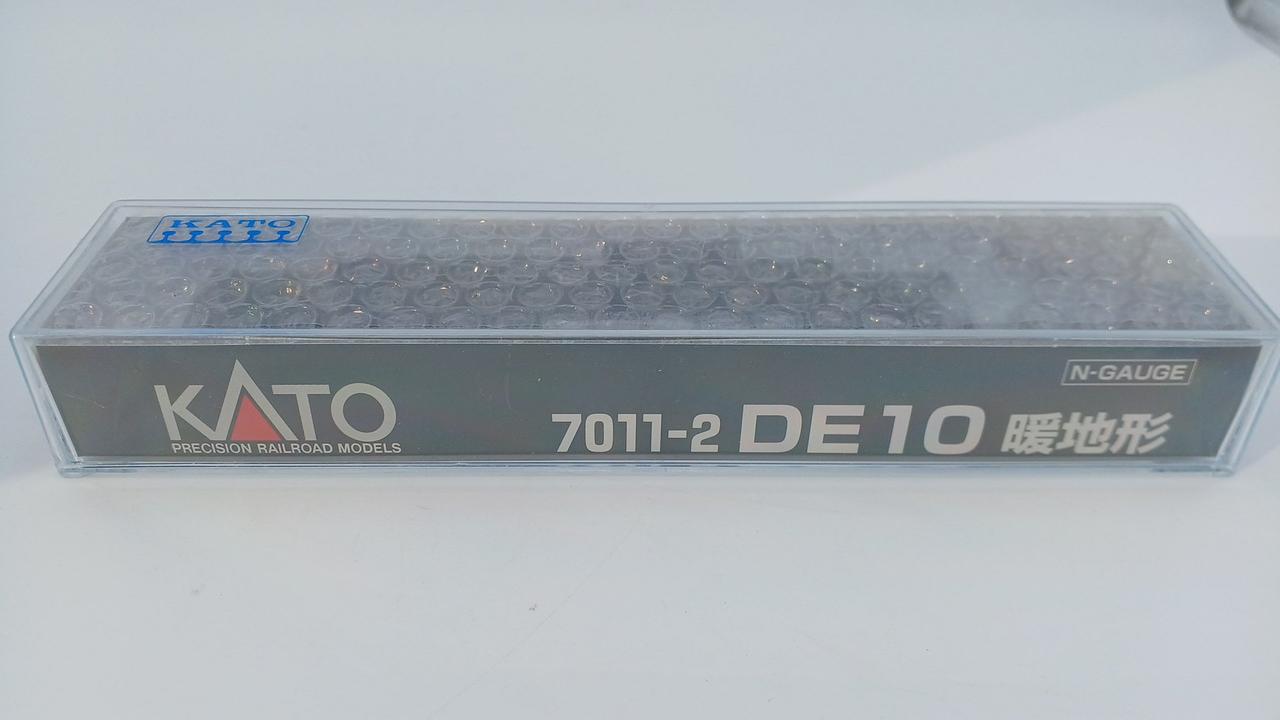 KATO
N-GAUGE
KATO
PRECISION RAILROAD MODELS
7011-2 DE10 暖地形